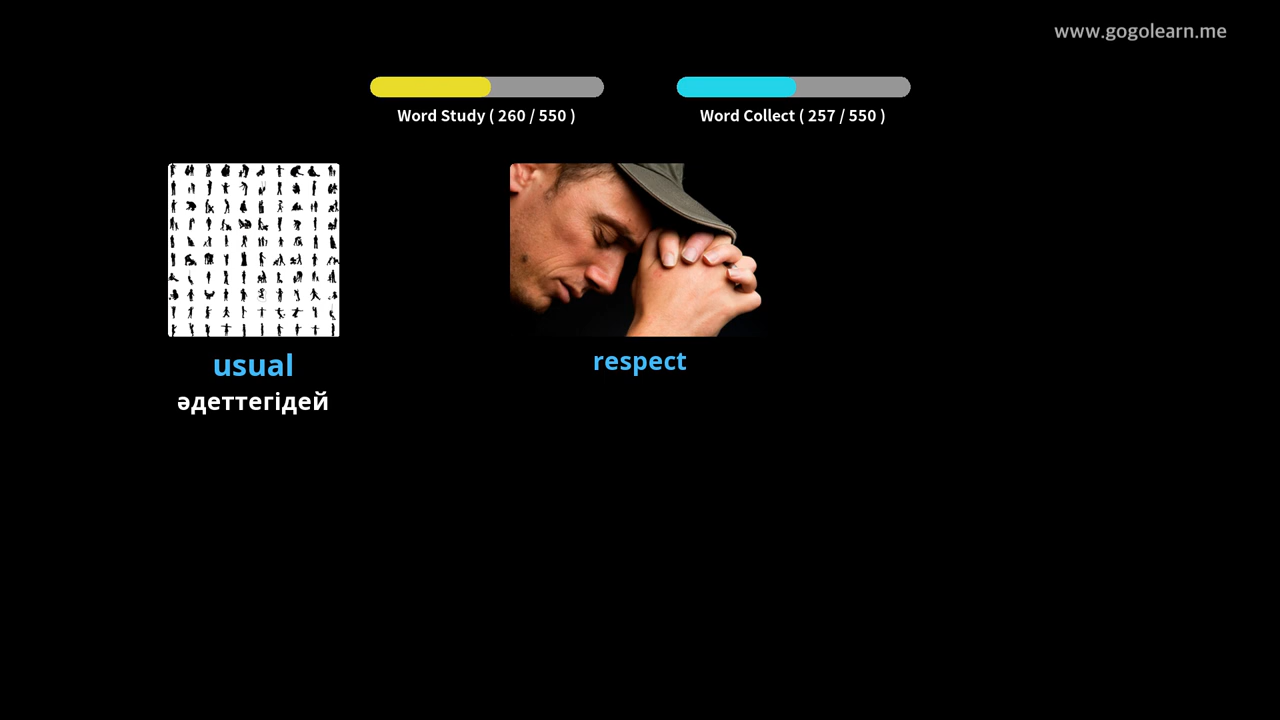 www.gogolearn.me
Word Study ( 260 / 550 )
Word Collect ( 257 / 550 )
usual
әдеттегідей
respect